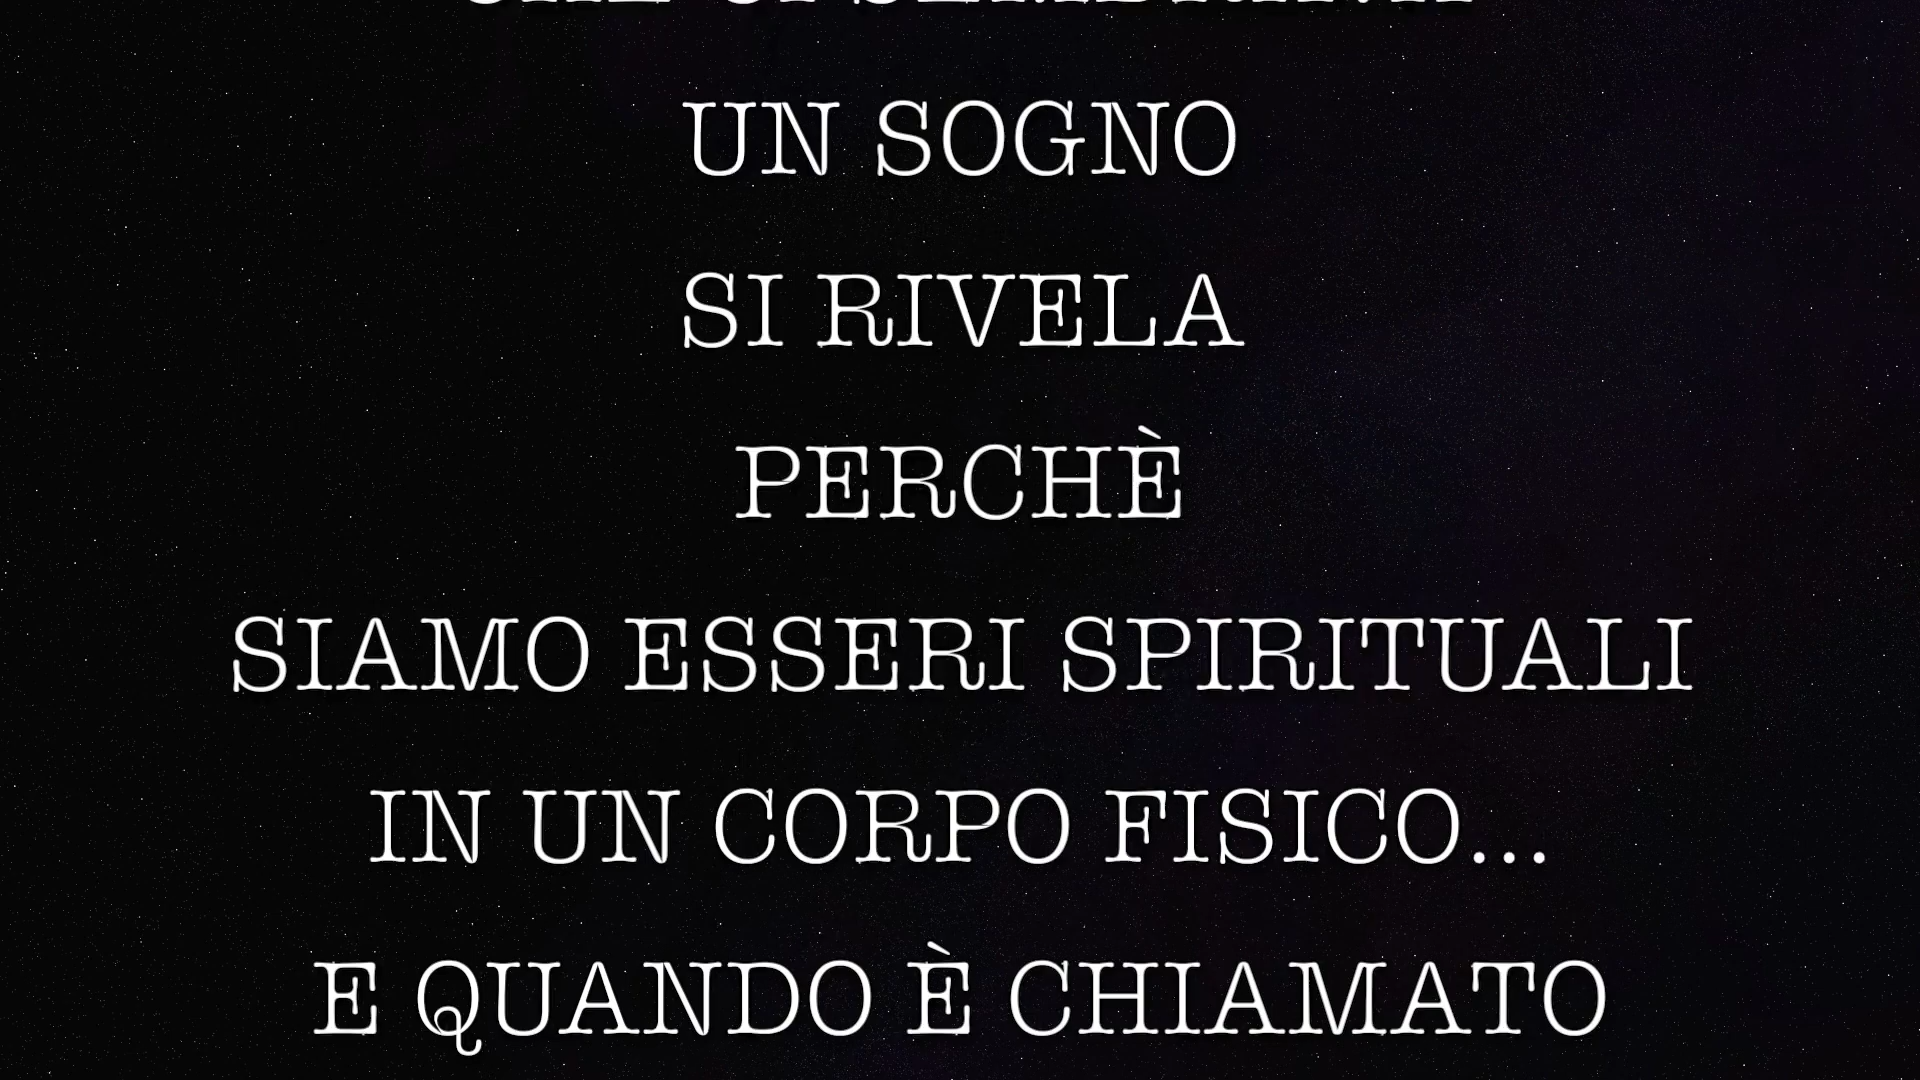 UN SOGNO
SI RIVELA
PERCHÈ
SIAMO ESSERI SPIRITUALI
IN UN CORPO FISICO...
E QUANDO È CHIAMATO